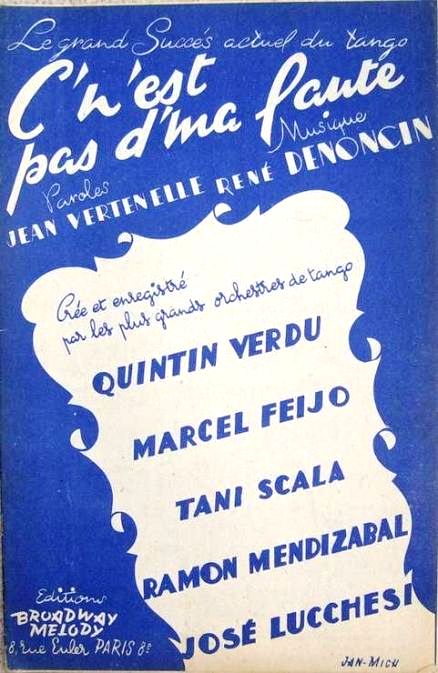 Le grand Succés actuel du tango
C'n'est
pas d'ma faute
Paroles
Musique
JEAN VERTENELLE RENÉ DENONCIN
Crée et enregistré
par les plus grands orchestres de tango
QUINTIN VERDU
MARCEL FEIJO
TANI SCALA
RAMON MENDIZABAL
JOSÉ LUCCHESI
Editions
BROADWAY
MELODY
8, rue Euler PARIS 8e
JAN-MICH